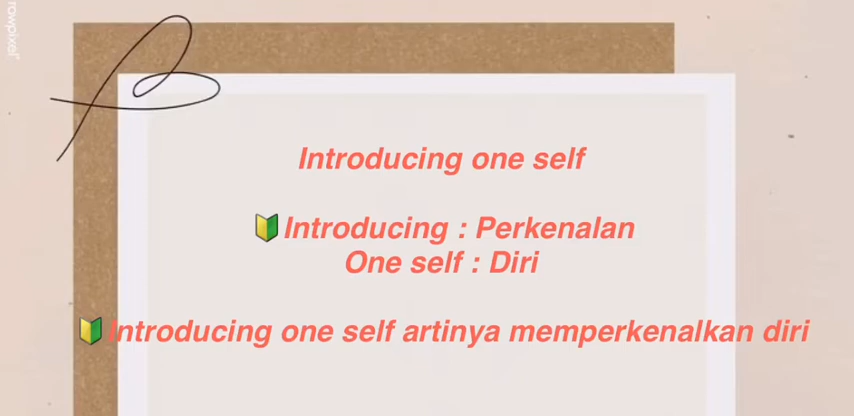 rawpixel
Introducing one self
🔰Introducing : Perkenalan
One self : Diri
🔰Introducing one self artinya memperkenalkan diri